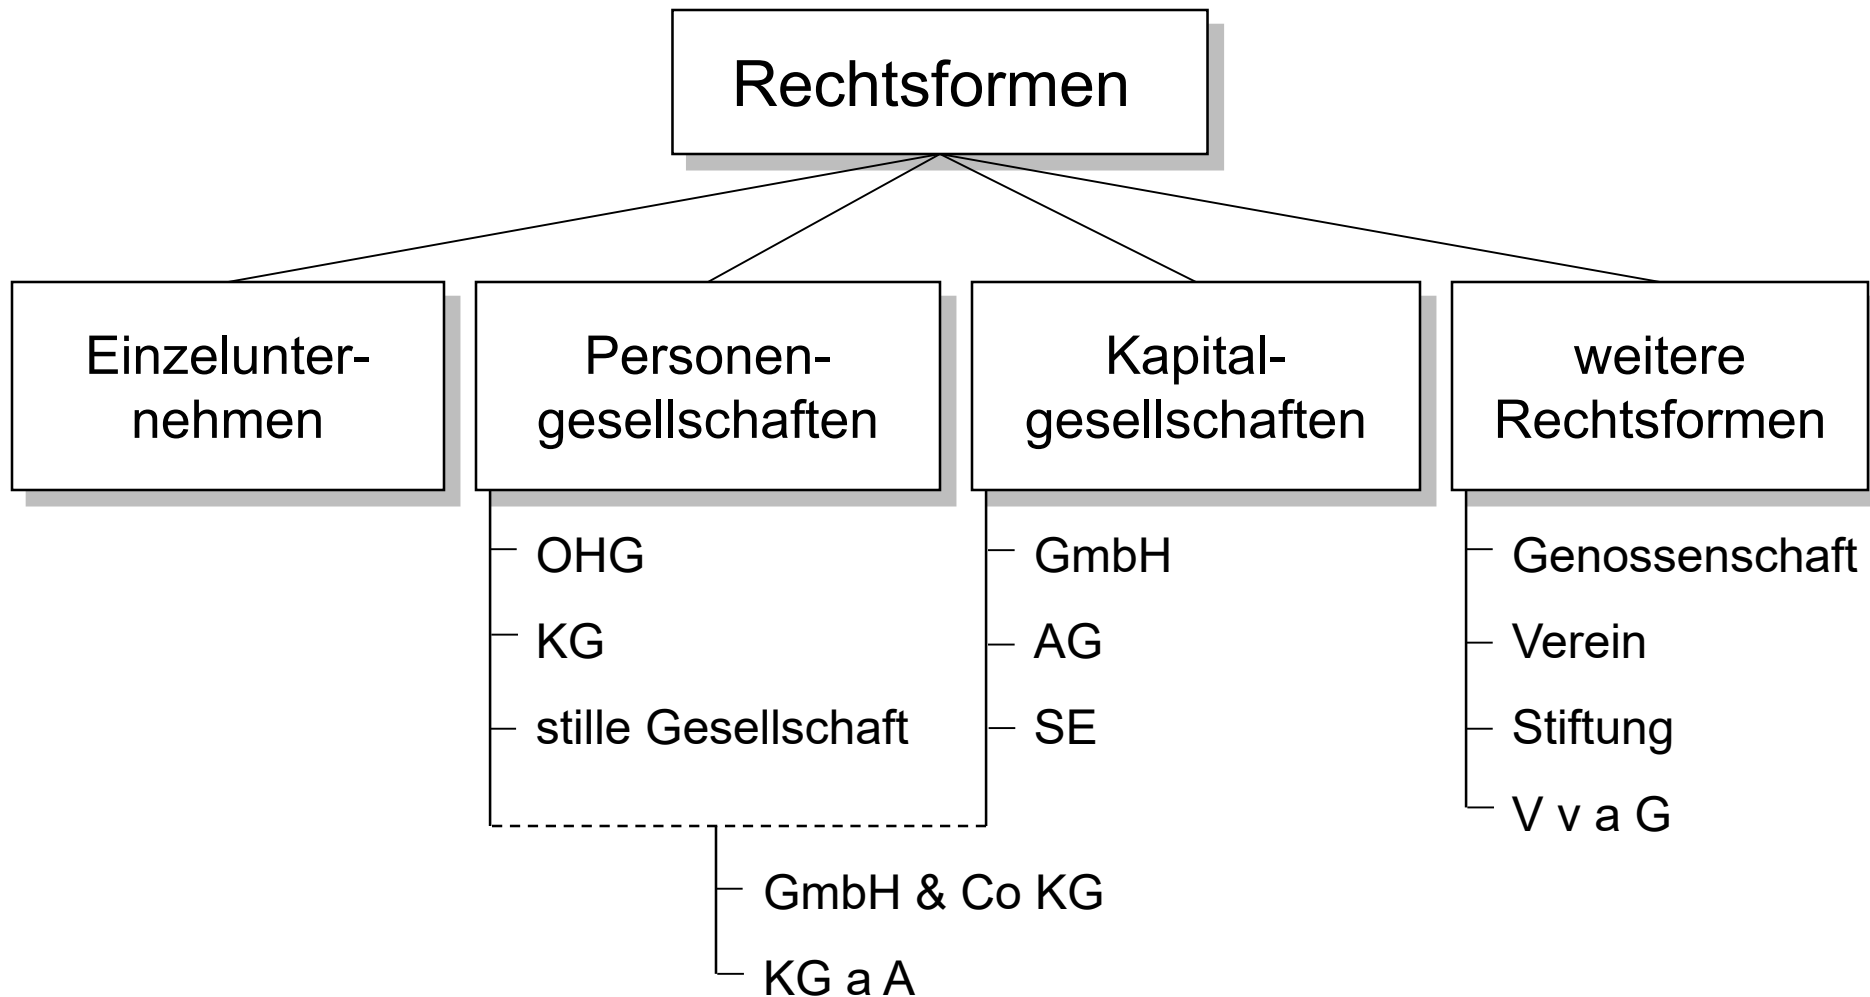 Rechtsformen
Einzelunter-
nehmen
Personen-
gesellschaften
Kapital-
gesellschaften
weitere
Rechtsformen
OHG
KG
stille Gesellschaft
GmbH
AG
SE
GmbH & Co KG
KG a A
Genossenschaft
Verein
Stiftung
V v a G